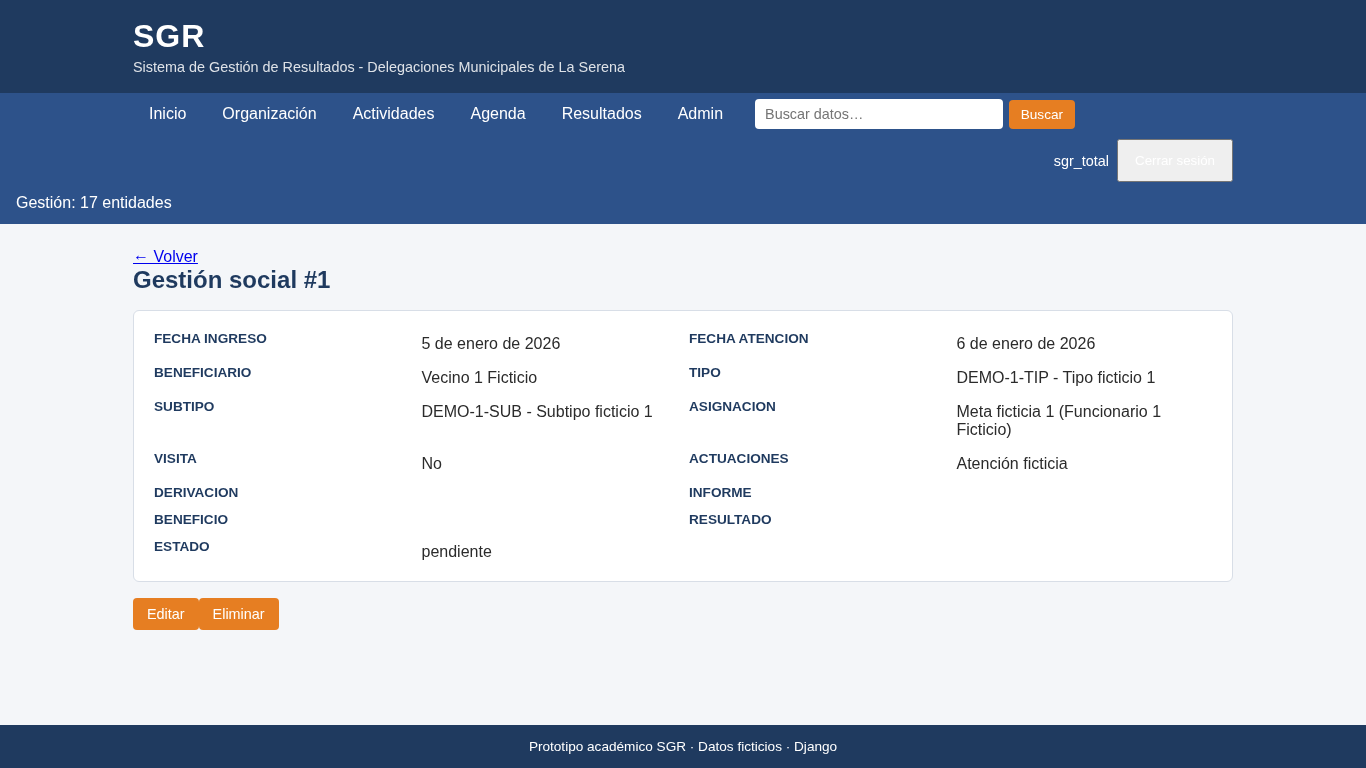 SGR
Sistema de Gestión de Resultados - Delegaciones Municipales de La Serena
Inicio Organización Actividades Agenda Resultados Admin Buscar datos… Buscar
sgr_total Cerrar sesión
Gestión: 17 entidades
← Volver
Gestión social #1
FECHA INGRESO 5 de enero de 2026 FECHA ATENCION 6 de enero de 2026
BENEFICIARIO Vecino 1 Ficticio TIPO DEMO-1-TIP - Tipo ficticio 1
SUBTIPO DEMO-1-SUB - Subtipo ficticio 1 ASIGNACION Meta ficticia 1 (Funcionario 1
Ficticio)
VISITA No ACTUACIONES Atención ficticia
DERIVACION INFORME
BENEFICIO RESULTADO
ESTADO pendiente
Editar Eliminar
Prototipo académico SGR · Datos ficticios · Django